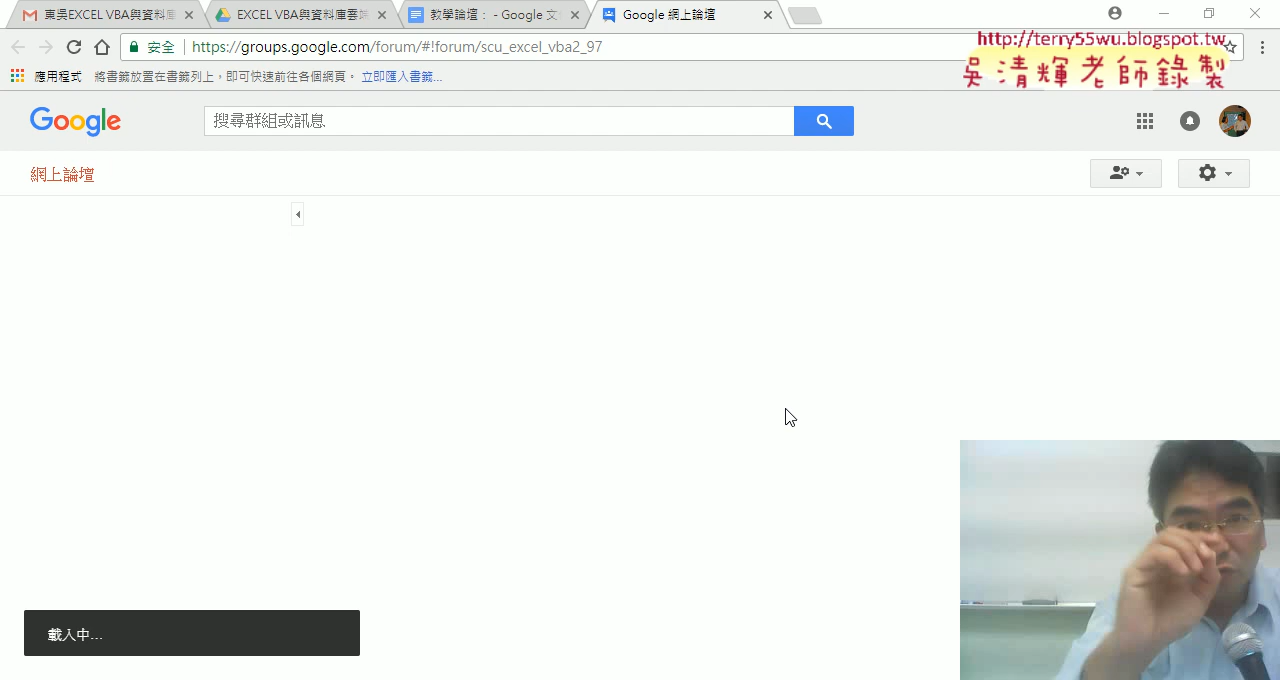 東吳EXCEL VBA與資料庫
EXCEL VBA與資料庫雲端
教學論壇： - Google 文
Google 網上論壇
安全
https://groups.google.com/forum/#!forum/scu_excel_vba2_97
http://terry55wu.blogspot.tw
吳清輝老師錄製
應用程式
將書籤放置在書籤列上，即可快速前往各個網頁。
立即匯入書籤...
Google
搜尋群組或訊息
網上論壇
載入中...